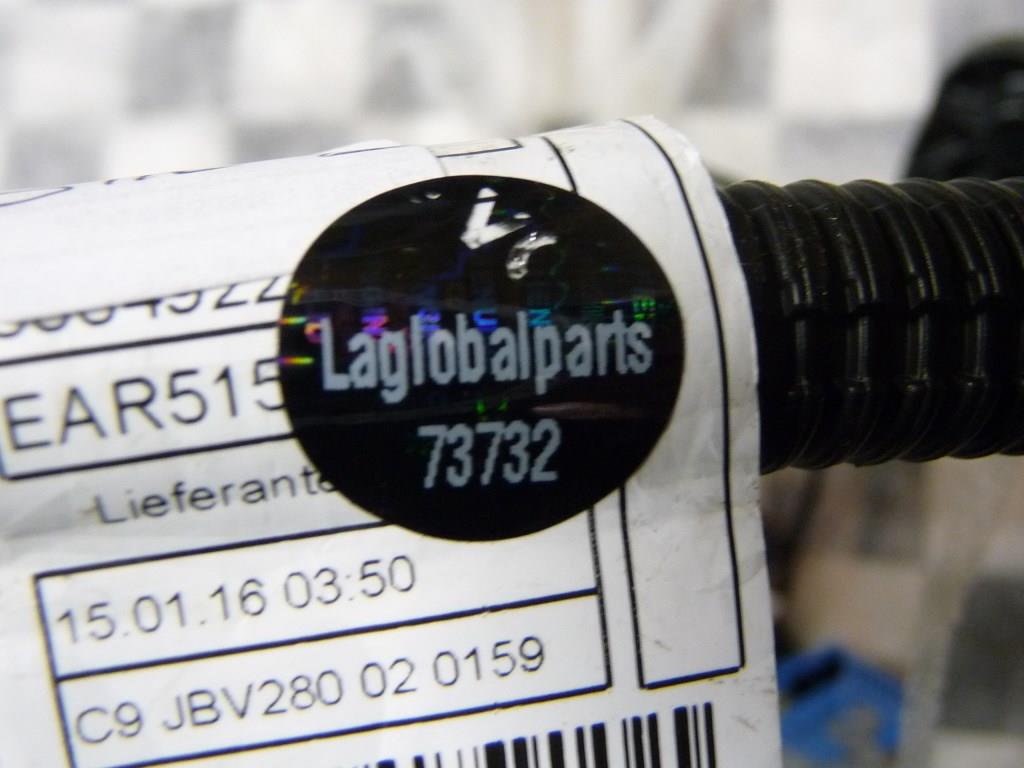 EAR515
Laglobalparts
73732
Lieferant
15.01.16 03:50
C9 JBV280 02 0159